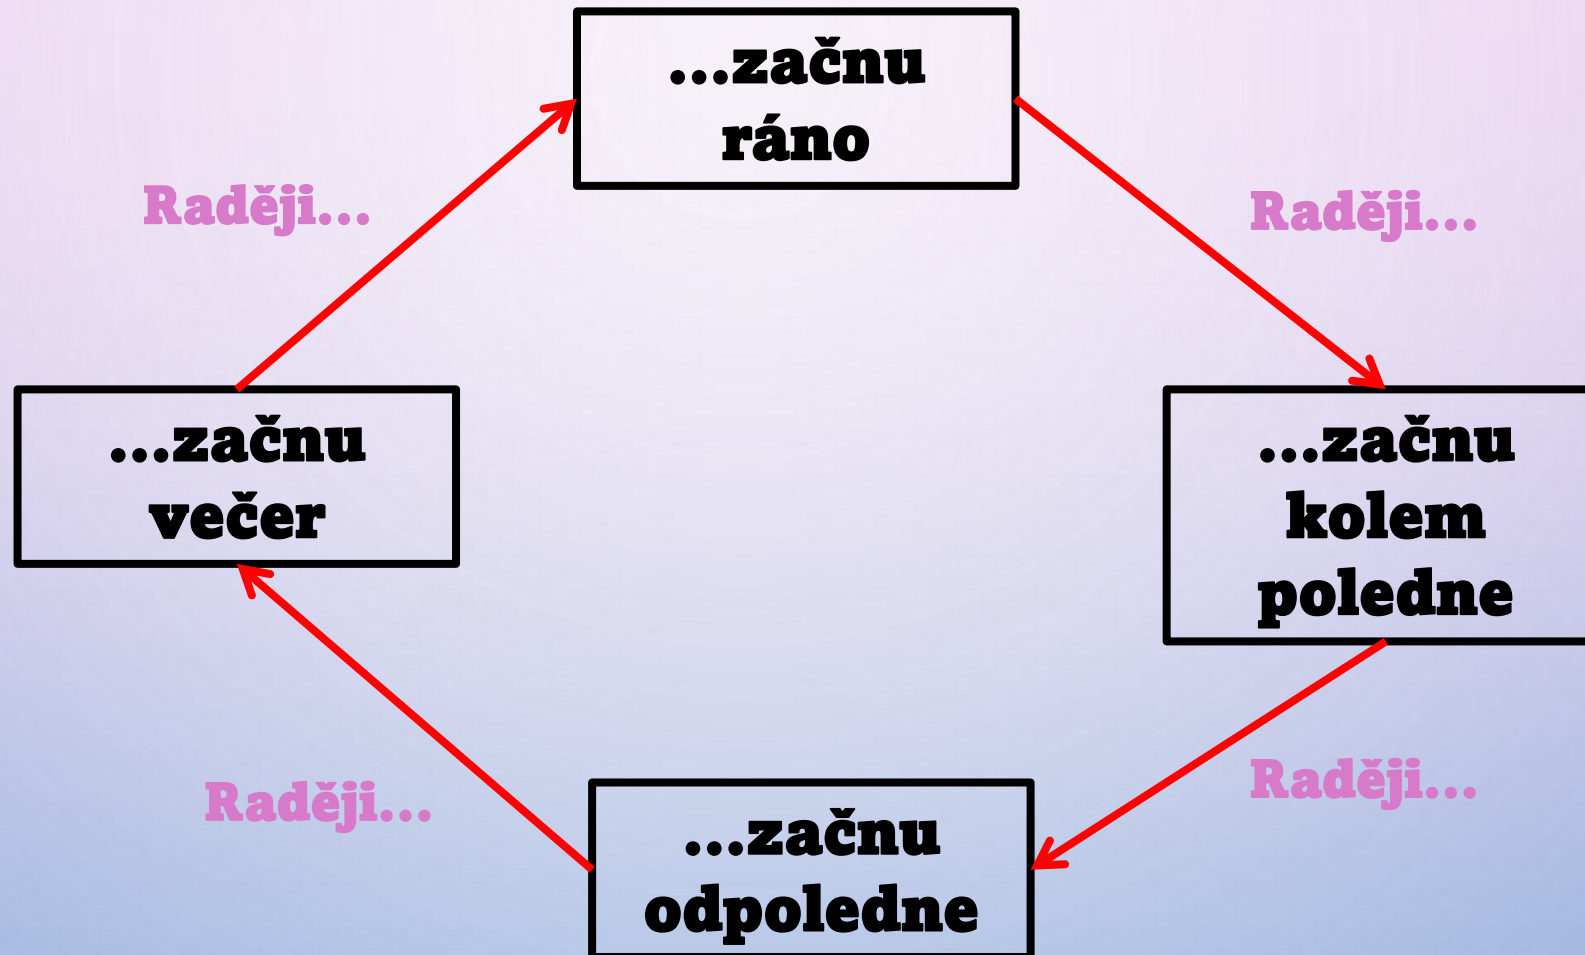 ...začnu
ráno
Raději...
Raději...
...začnu
večer
...začnu
kolem
poledne
Raději...
Raději...
...začnu
odpoledne